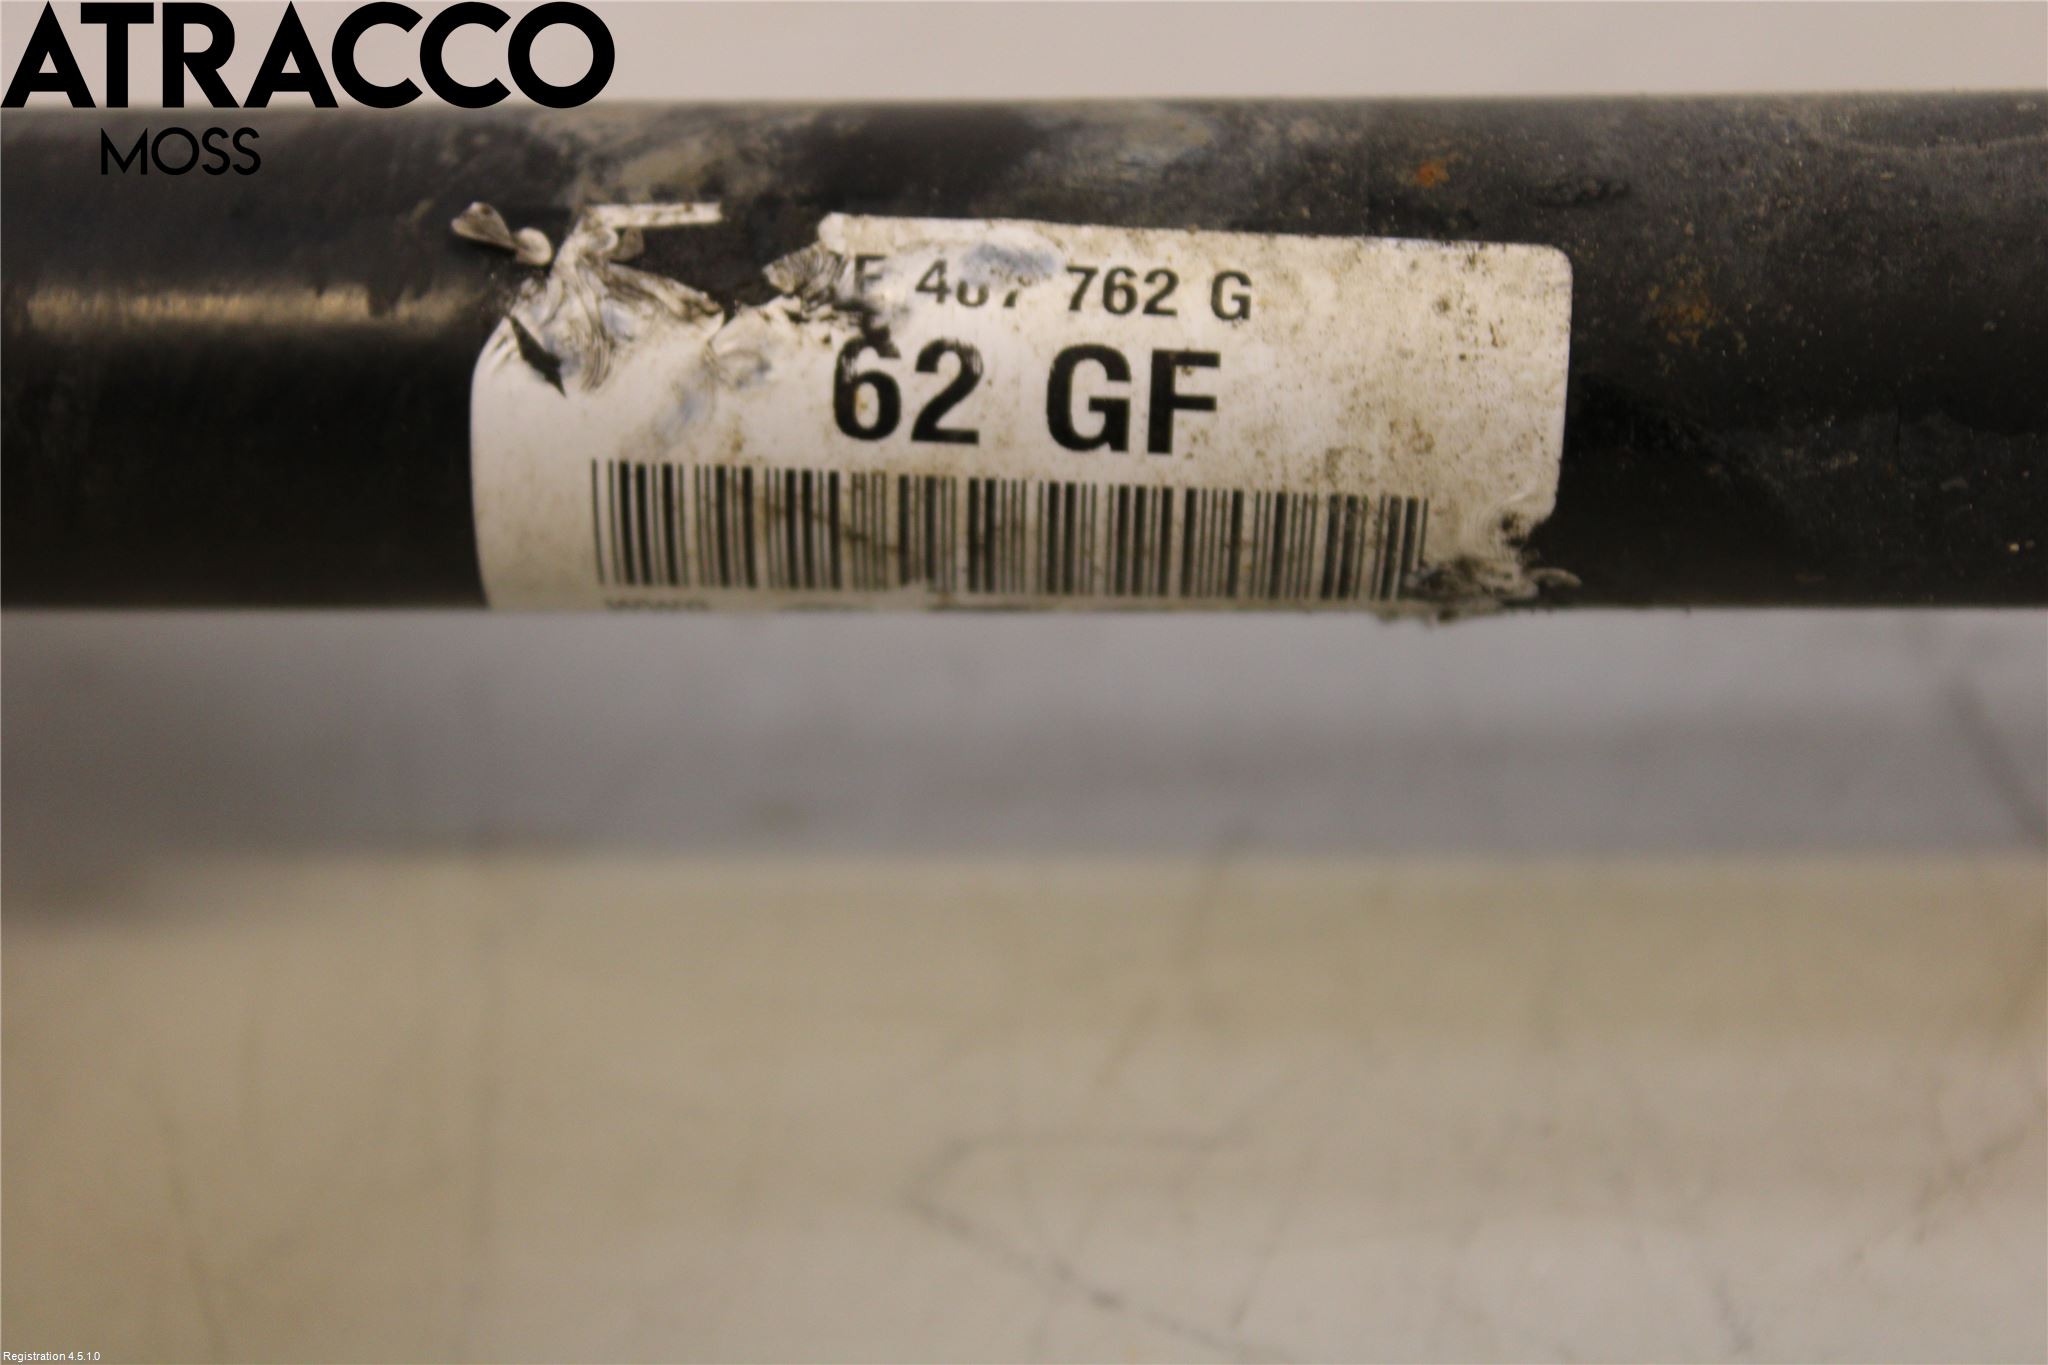 ATRACCO
MOSS
762 G
62 GF
Registration 4.5.1.0